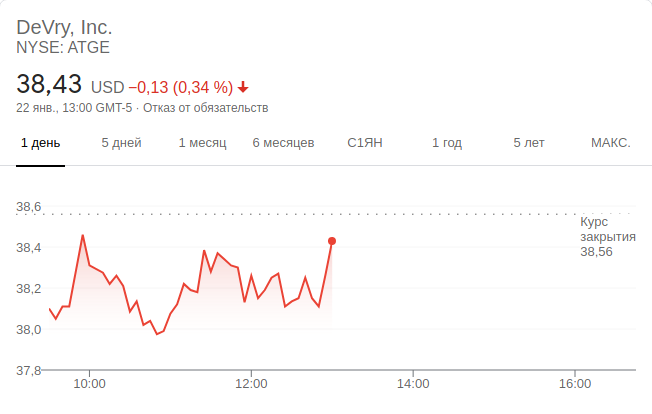 DeVry, Inc.
NYSE: ATGE
38,43 USD −0,13 (0,34 %)
22 янв., 13:00 GMT-5 · Отказ от обязательств
1 день 5 дней 1 месяц 6 месяцев С1ЯН 1 год 5 лет МАКС.
38,6
Курс
закрытия
38,56
38,4
38,2
38,0
37,8
10:00 12:00 14:00 16:00